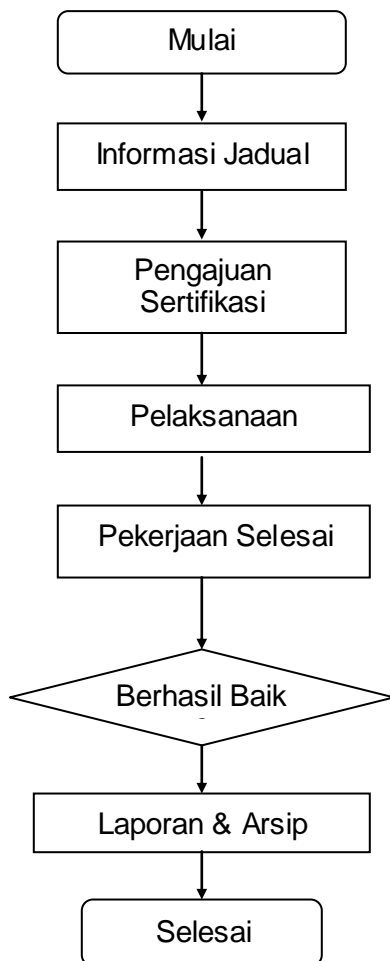 Mulai
Informasi Jadual
Pengajuan
Sertifikasi
Pelaksanaan
Pekerjaan Selesai
Berhasil Baik
Laporan & Arsip
Selesai